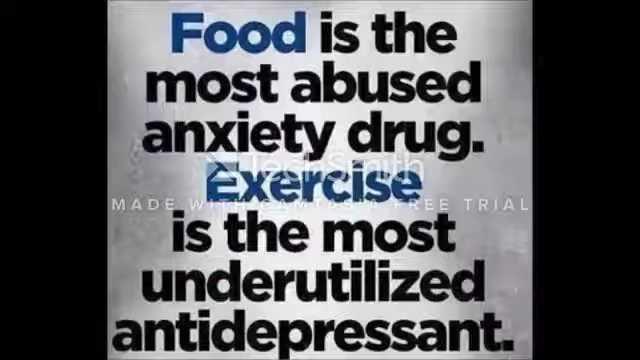 Food is the
most abused
anxiety drug.
TechSmith
Exercise
MADE WITH CAMTASIA FREE TRIAL
is the most
underutilized
antidepressant.